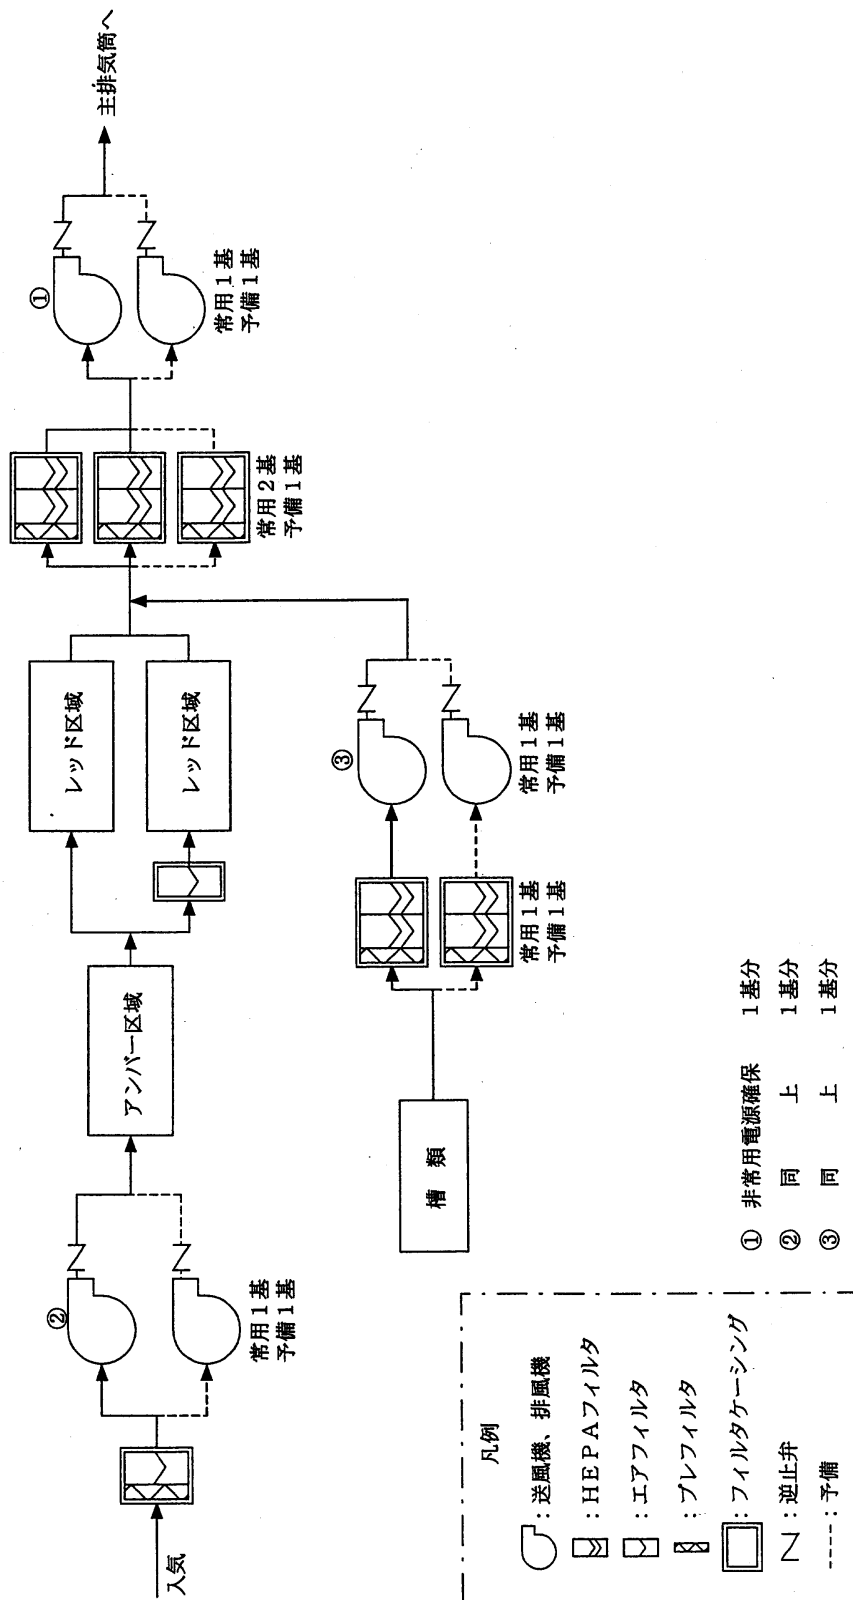 入気
②
常用1基
予備1基
アンバー区域
レッド区域
レッド区域
槽 類
常用1基
予備1基
③
常用1基
予備1基
常用2基
予備1基
①
常用1基
予備1基
主排気筒へ
凡例
:送風機、排風機
:HEPAフィルタ
:エアフィルタ
:プレフィルタ
:フィルタケーシング
:逆止弁
:予備
① 非常用電源確保 1基分
② 同 上 1基分
③ 同 上 1基分